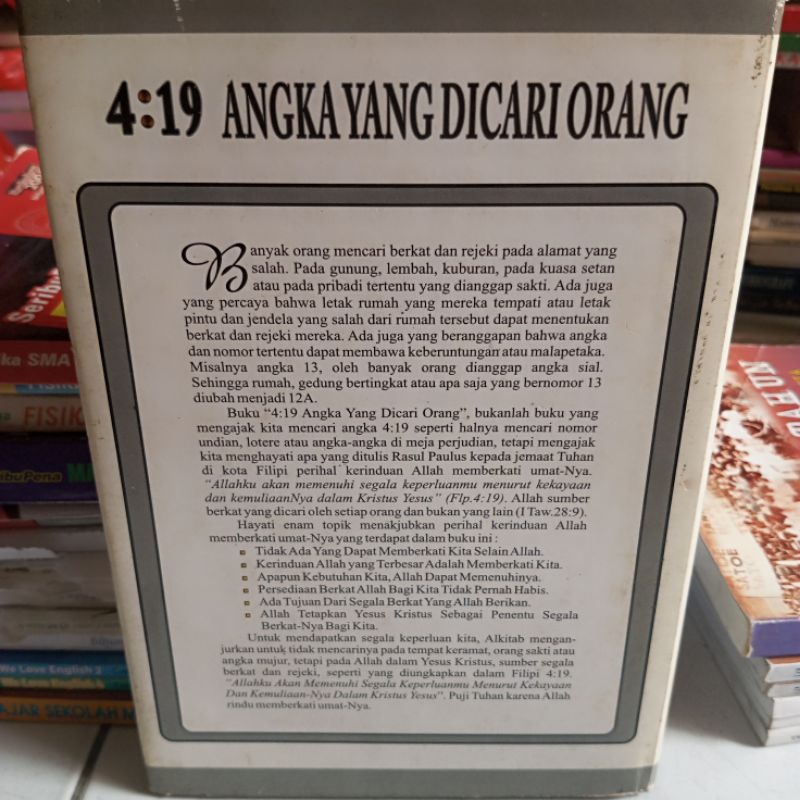 4:19 ANGKA YANG DICARI ORANG
Banyak orang mencari berkat dan rejeki pada alamat yang
salah. Pada gunung, lembah, kuburan, pada kuasa setan
atau pada pribadi tertentu yang dianggap sakti. Ada juga
yang percaya bahwa letak rumah yang mereka tempati atau letak
pintu dan jendela yang salah dari rumah tersebut dapat menentukan
berkat dan rejeki mereka. Ada juga yang beranggapan bahwa angka
dan nomor tertentu dapat membawa keberuntungan atau malapetaka.
Misalnya angka 13, oleh banyak orang dianggap angka sial.
Sehingga rumah, gedung bertingkat atau apa saja yang bernomor 13
diubah menjadi 12A.
Buku “4:19 Angka Yang Dicari Orang”, bukanlah buku yang
mengajak kita mencari angka 4:19 seperti halnya mencari nomor
undian, lotere atau angka-angka di meja perjudian, tetapi mengajak
kita menghayati apa yang ditulis Rasul Paulus kepada jemaat Tuhan
di kota Filipi perihal kerinduan Allah memberkati umat-Nya.
“Allahku akan memenuhi segala keperluanmu menurut kekayaan
dan kemuliaanNya dalam Kristus Yesus” (Flp.4:19). Allah sumber
berkat yang dicari oleh setiap orang dan bukan yang lain (I Taw.28:9).
Hayati enam topik menakjubkan perihal kerinduan Allah
memberkati umat-Nya yang terdapat dalam buku ini :
Tidak Ada Yang Dapat Memberkati Kita Selain Allah.
Kerinduan Allah yang Terbesar Adalah Memberkati Kita.
Apapun Kebutuhan Kita, Allah Dapat Memenuhinya.
Persediaan Berkat Allah Bagi Kita Tidak Pernah Habis.
Ada Tujuan Dari Segala Berkat Yang Allah Berikan.
Allah Tetapkan Yesus Kristus Sebagai Penentu Segala
Berkat-Nya Bagi Kita.
Untuk mendapatkan segala keperluan kita, Alkitab mengan-
jurkan untuk tidak mencarinya pada tempat keramat, orang sakti atau
angka mujur, tetapi pada Allah dalam Yesus Kristus, sumber segala
berkat dan rejeki, seperti yang diungkapkan dalam Filipi 4:19.
“Allahku Akan Memenuhi Segala Keperluanmu Menurut Kekayaan
Dan Kemuliaan-Nya Dalam Kristus Yesus”. Puji Tuhan karena Allah
rindu memberkati umat-Nya.
Seribu
ika SMA
FISIKA
FISIK
ibuPena MA
We Love English 2
AJAR SEKOLAH M